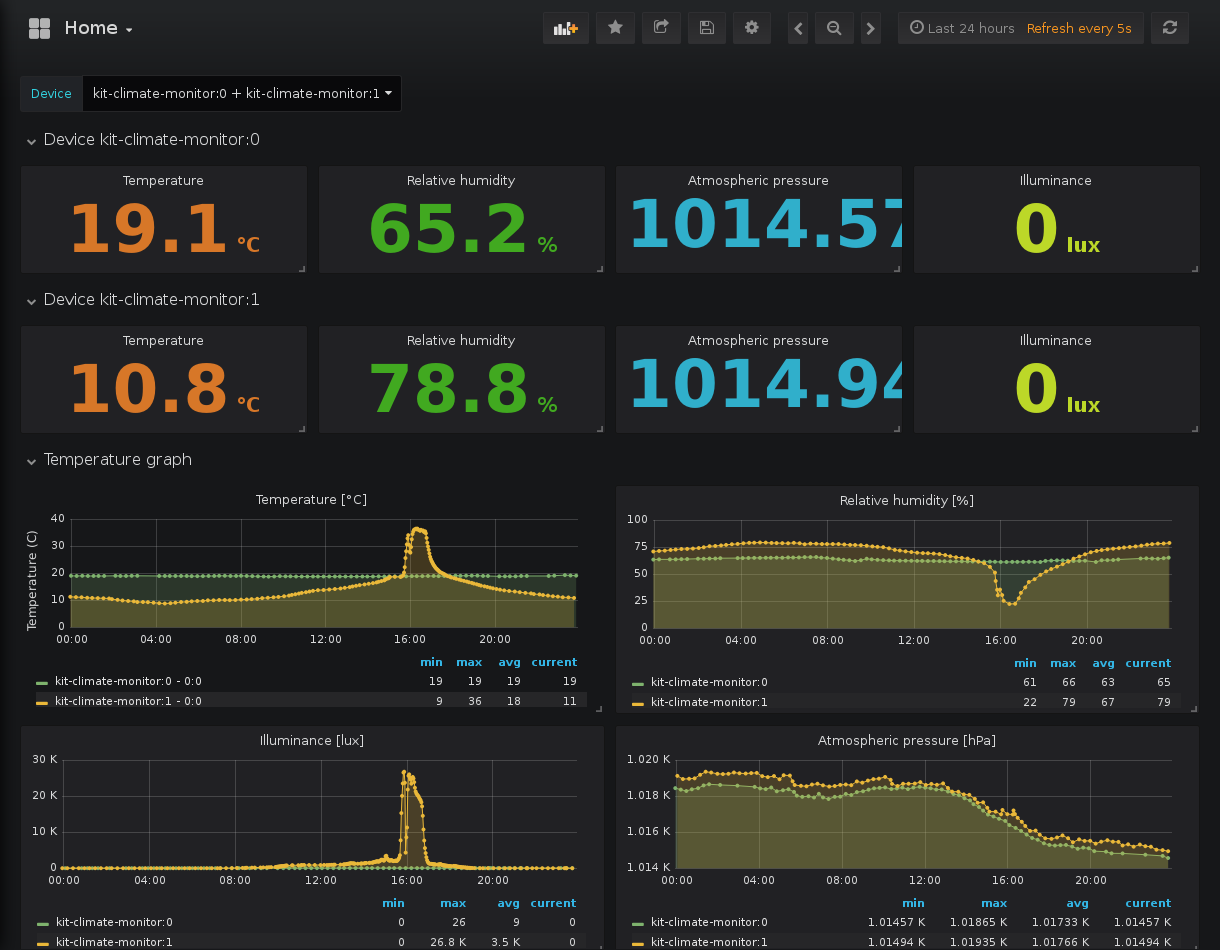 Home
Last 24 hours Refresh every 5s
Device kit-climate-monitor:0 + kit-climate-monitor:1
Device kit-climate-monitor:0
Temperature Relative humidity Atmospheric pressure Illuminance
19.1 °C 65.2 % 1014.57 0 lux
Device kit-climate-monitor:1
Temperature Relative humidity Atmospheric pressure Illuminance
10.8 °C 78.8 % 1014.94 0 lux
Temperature graph
Temperature [°C]
Temperature (C)
40
30
20
10
0
00:00 04:00 08:00 12:00 16:00 20:00
min max avg current
kit-climate-monitor:0 - 0:0 19 19 19 19
kit-climate-monitor:1 - 0:0 9 36 18 11
Relative humidity [%]
100
75
50
25
0
00:00 04:00 08:00 12:00 16:00 20:00
min max avg current
kit-climate-monitor:0 61 66 63 65
kit-climate-monitor:1 22 79 67 79
Illuminance [lux]
30 K
20 K
10 K
0
00:00 04:00 08:00 12:00 16:00 20:00
min max avg current
kit-climate-monitor:0 0 26 9 0
kit-climate-monitor:1 0 26.8 K 3.5 K 0
Atmospheric pressure [hPa]
1.020 K
1.018 K
1.016 K
1.014 K
00:00 04:00 08:00 12:00 16:00 20:00
min max avg current
kit-climate-monitor:0 1.01457 K 1.01865 K 1.01733 K 1.01457 K
kit-climate-monitor:1 1.01494 K 1.01935 K 1.01766 K 1.01494 K